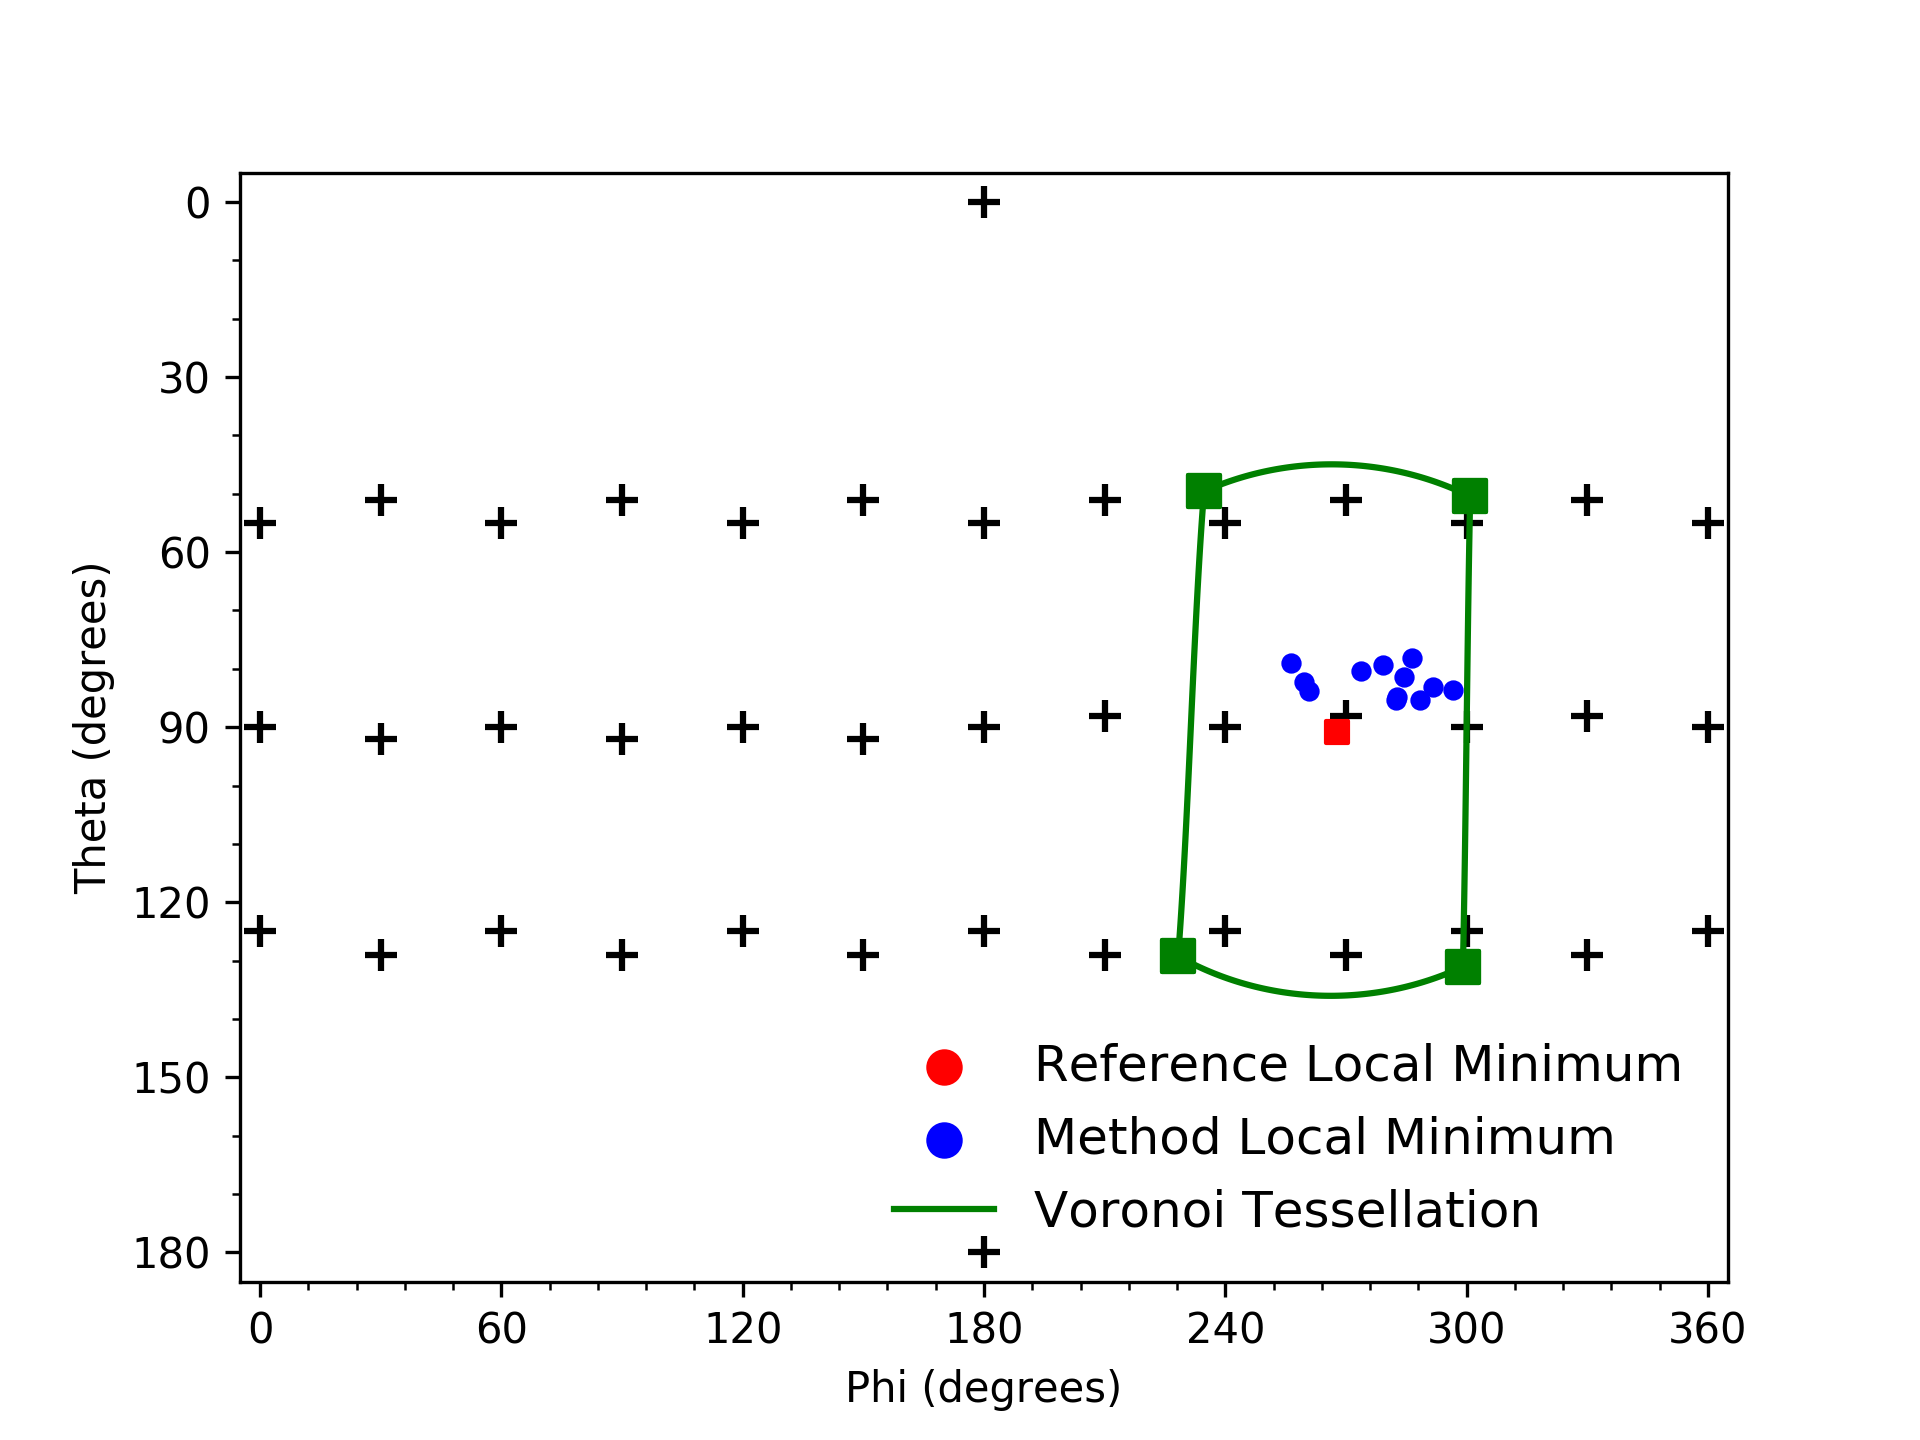 0
30
60
90
120
150
180
Theta (degrees)
Reference Local Minimum
Method Local Minimum
Voronoi Tessellation
0 60 120 180 240 300 360
Phi (degrees)